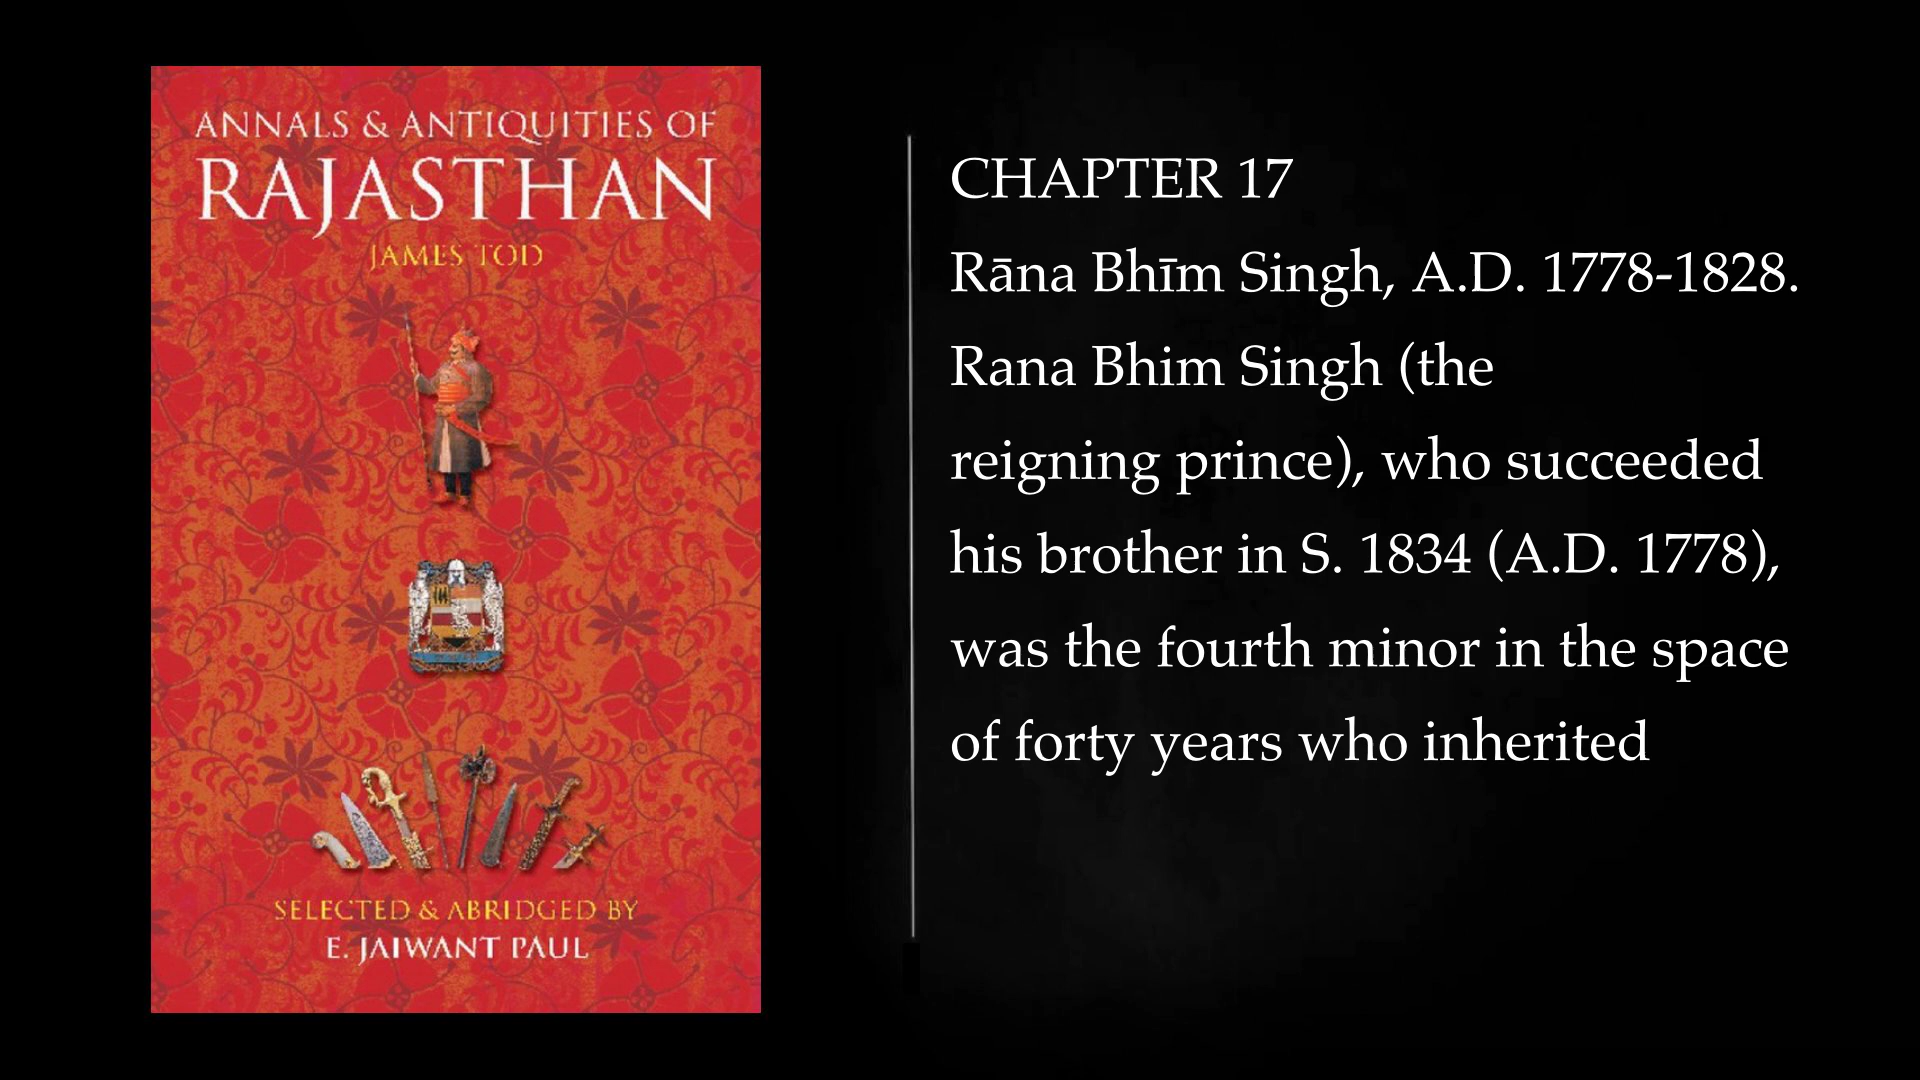 ANNALS & ANTIQUITIES OF
RAJASTHAN
JAMES TOD
SELECTED & ABRIDGED BY
E. JAIWANT PAUL
CHAPTER 17
Rāna Bhīm Singh, A.D. 1778-1828.
Rana Bhim Singh (the
reigning prince), who succeeded
his brother in S. 1834 (A.D. 1778),
was the fourth minor in the space
of forty years who inherited